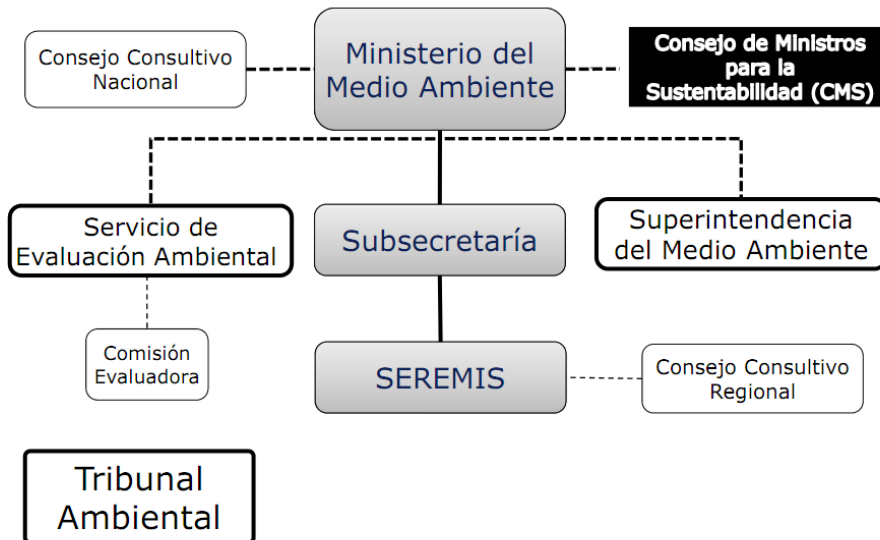 Consejo Consultivo
Nacional
Ministerio del
Medio Ambiente
Consejo de Ministros
para la
Sustentabilidad (CMS)
Servicio de
Evaluación Ambiental
Subsecretaría
Superintendencia
del Medio Ambiente
Comisión
Evaluadora
SEREMIS
Consejo Consultivo
Regional
Tribunal
Ambiental